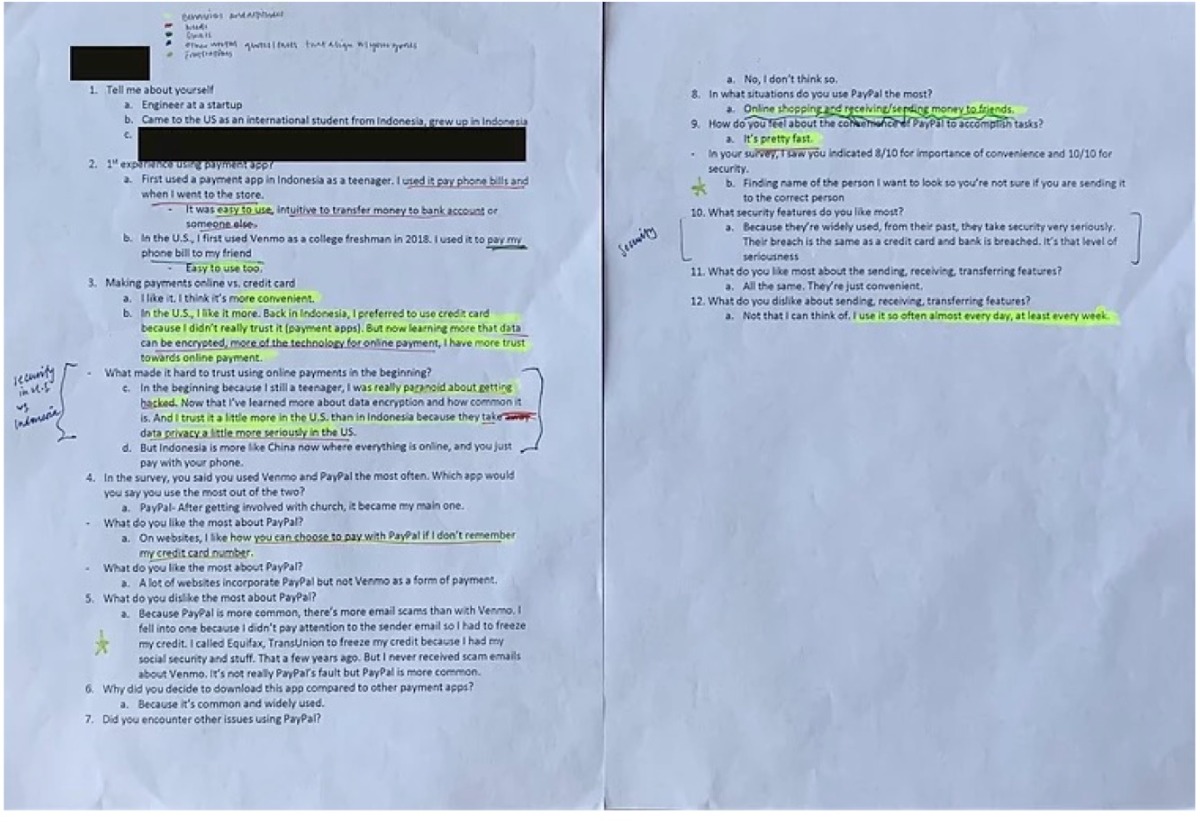 Behaviors and
needs
Goals
other worthy quotes/
Frustrations
1. Tell me about yourself
a. Engineer at a startup
b. Came to the US as an international student from Indonesia, grew up in Indonesia
c.
2. 1st experience using payment app?
a. First used a payment app in Indonesia as a teenager. I used it pay phone bills and
when I went to the store.
- It was easy to use, intuitive to transfer money to bank account or
someone else.
b. In the U.S., I first used Venmo as a college freshman in 2018. I used it to pay my
phone bill to my friend
- Easy to use too.
3. Making payments online vs. credit card
a. I like it. I think it's more convenient.
b. In the U.S., I like it more. Back in Indonesia, I preferred to use credit card
because I didn't really trust it (payment apps). But now learning more that data
can be encrypted, more of the technology for online payment, I have more trust
towards online payment.
security
in U.S
vs
Indonesia
- What made it hard to trust using online payments in the beginning?
c. In the beginning because I still a teenager, I was really paranoid about getting
hacked. Now that I've learned more about data encryption and how common it
is. And I trust it a little more in the U.S. than in Indonesia because they take
data privacy a little more seriously in the US.
d. But Indonesia is more like China now where everything is online, and you just
pay with your phone.
4. In the survey, you said you used Venmo and PayPal the most often. Which app would
you say you use the most out of the two?
a. PayPal- After getting involved with church, it became my main one.
- What do you like the most about PayPal?
a. On websites, I like how you can choose to pay with PayPal if I don't remember
my credit card number.
- What do you like the most about PayPal?
a. A lot of websites incorporate PayPal but not Venmo as a form of payment.
5. What do you dislike the most about PayPal?
a. Because PayPal is more common, there's more email scams than with Venmo. I
fell into one because I didn't pay attention to the sender email so I had to freeze
my credit. I called Equifax, TransUnion to freeze my credit because I had my
social security and stuff. That a few years ago. But I never received scam emails
about Venmo. It's not really PayPal's fault but PayPal is more common.
6. Why did you decide to download this app compared to other payment apps?
a. Because it's common and widely used.
7. Did you encounter other issues using PayPal?
a. No, I don't think so.
8. In what situations do you use PayPal the most?
a. Online shopping and receiving/sending money to friends.
9. How do you feel about the convenience of PayPal to accomplish tasks?
a. It's pretty fast.
- In your survey, I saw you indicated 8/10 for importance of convenience and 10/10 for
security.
b. Finding name of the person I want to look so you're not sure if you are sending it
to the correct person
10. What security features do you like most?
security
a. Because they're widely used, from their past, they take security very seriously.
Their breach is the same as a credit card and bank is breached. It's that level of
seriousness
11. What do you like most about the sending, receiving, transferring features?
a. All the same. They're just convenient.
12. What do you dislike about sending, receiving, transferring features?
a. Not that I can think of. I use it so often almost every day, at least every week.